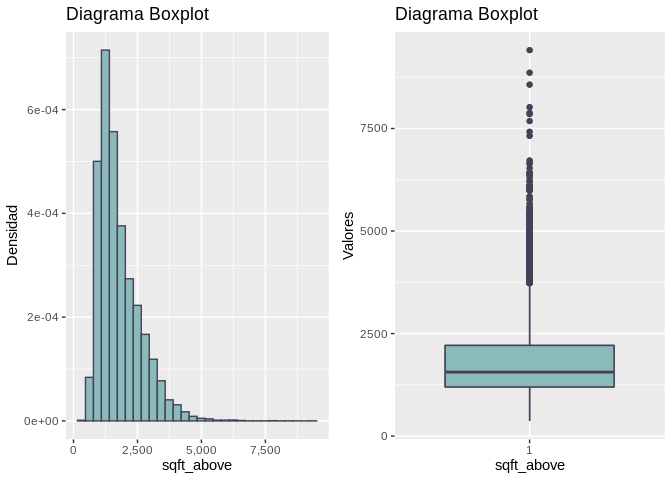 Diagrama Boxplot
Densidad
6e-04
4e-04
2e-04
0e+00
0
2,500
5,000
7,500
sqft_above
Diagrama Boxplot
Valores
7500
5000
2500
0
1
sqft_above